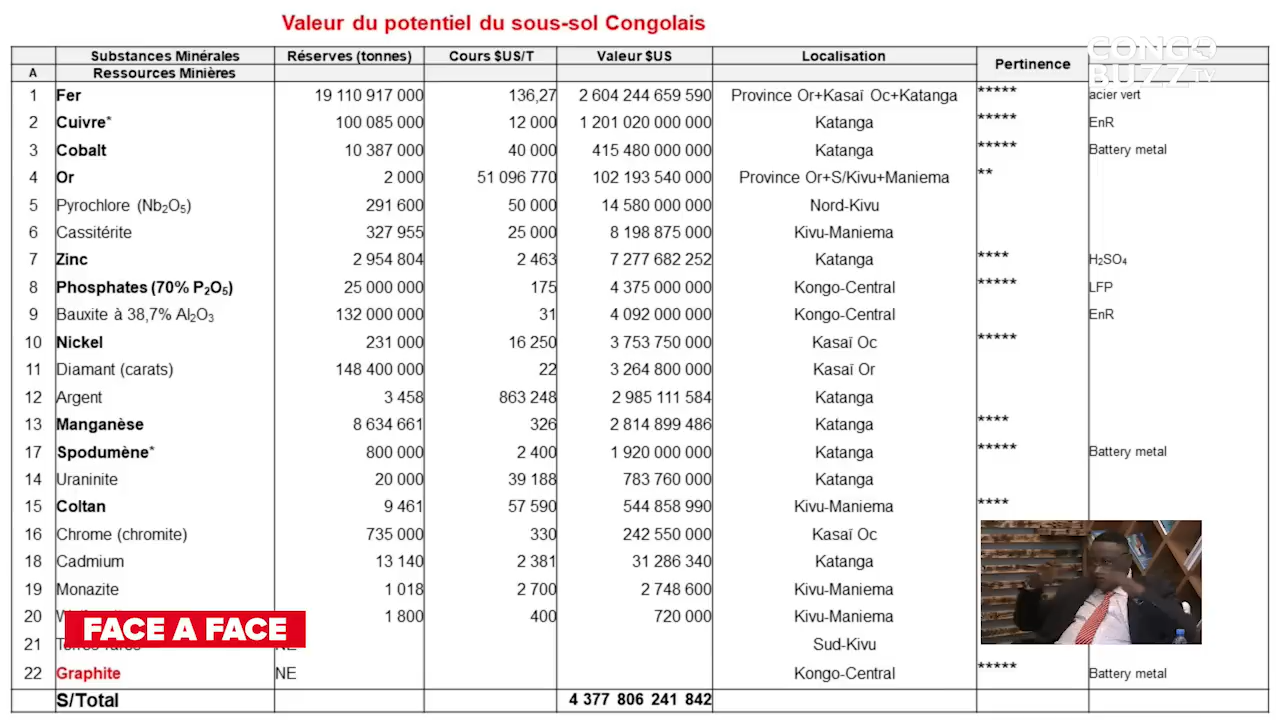 Valeur du potentiel du sous-sol Congolais
CONGO
BUZZ TV
Substances Minérales Réserves (tonnes) Cours $US/T Valeur $US Localisation Pertinence
A Ressources Minières
1 Fer 19 110 917 000 136,27 2 604 244 659 590 Province Or+Kasaï Oc+Katanga ***** acier vert
2 Cuivre* 100 085 000 12 000 1 201 020 000 000 Katanga ***** EnR
3 Cobalt 10 387 000 40 000 415 480 000 000 Katanga ***** Battery metal
4 Or 2 000 51 096 770 102 193 540 000 Province Or+S/Kivu+Maniema **
5 Pyrochlore (Nb₂O₅) 291 600 50 000 14 580 000 000 Nord-Kivu
6 Cassitérite 327 955 25 000 8 198 875 000 Kivu-Maniema
7 Zinc 2 954 804 2 463 7 277 682 252 Katanga **** H₂SO₄
8 Phosphates (70% P₂O₅) 25 000 000 175 4 375 000 000 Kongo-Central ***** LFP
9 Bauxite à 38,7% Al₂O₃ 132 000 000 31 4 092 000 000 Kongo-Central EnR
10 Nickel 231 000 16 250 3 753 750 000 Kasaï Oc *****
11 Diamant (carats) 148 400 000 22 3 264 800 000 Kasaï Or
12 Argent 3 458 863 248 2 985 111 584 Katanga
13 Manganèse 8 634 661 326 2 814 899 486 Katanga ****
17 Spodumène* 800 000 2 400 1 920 000 000 Katanga ***** Battery metal
14 Uraninite 20 000 39 188 783 760 000 Katanga
15 Coltan 9 461 57 590 544 858 990 Kivu-Maniema ****
16 Chrome (chromite) 735 000 330 242 550 000 Kasaï Oc
18 Cadmium 13 140 2 381 31 286 340 Katanga
19 Monazite 1 018 2 700 2 748 600 Kivu-Maniema
20 1 800 400 720 000 Kivu-Maniema
FACE A FACE
21 Sud-Kivu
22 Graphite NE Kongo-Central ***** Battery metal
S/Total 4 377 806 241 842